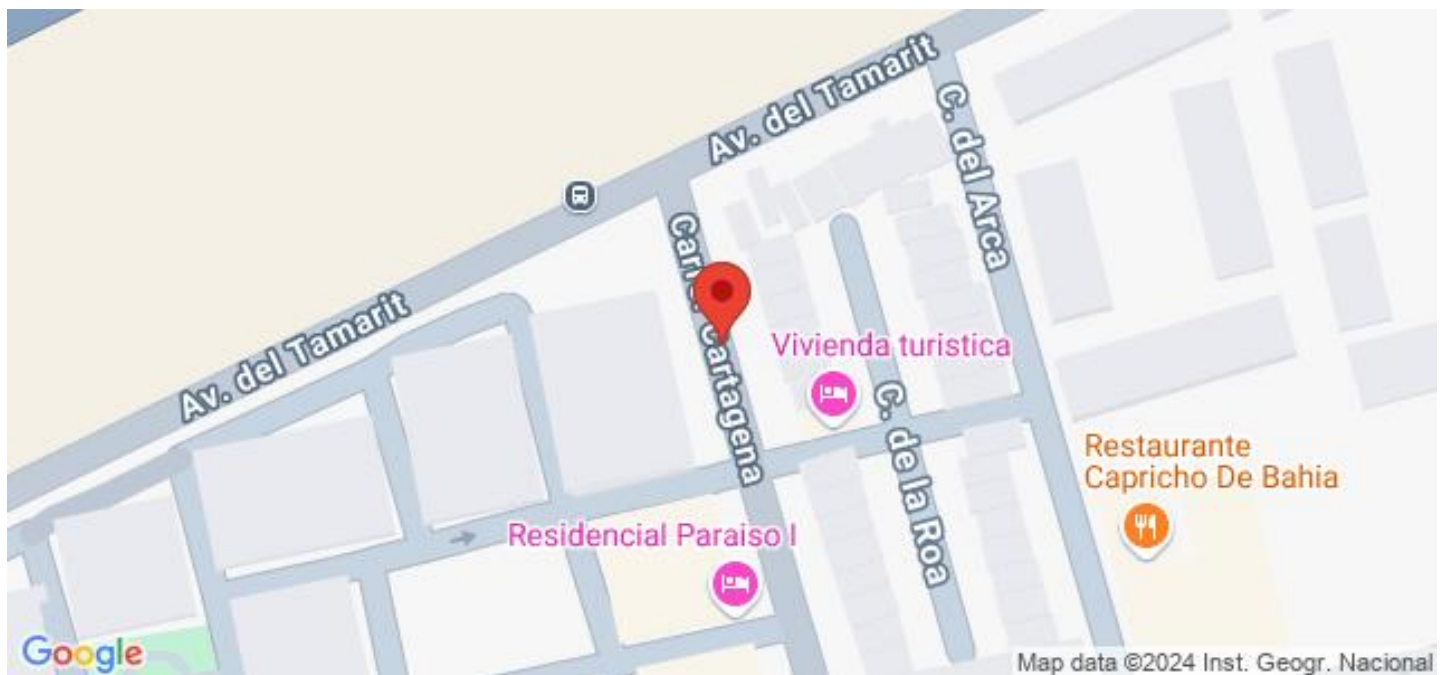 Av. del Tamarit
C. del Arca
Av. del Tamarit
Cartagena
Vivienda turistica
C. de la Roa
Restaurante
Capricho De Bahia
Residencial Paraiso I
Google
Map data ©2024 Inst. Geogr. Nacional